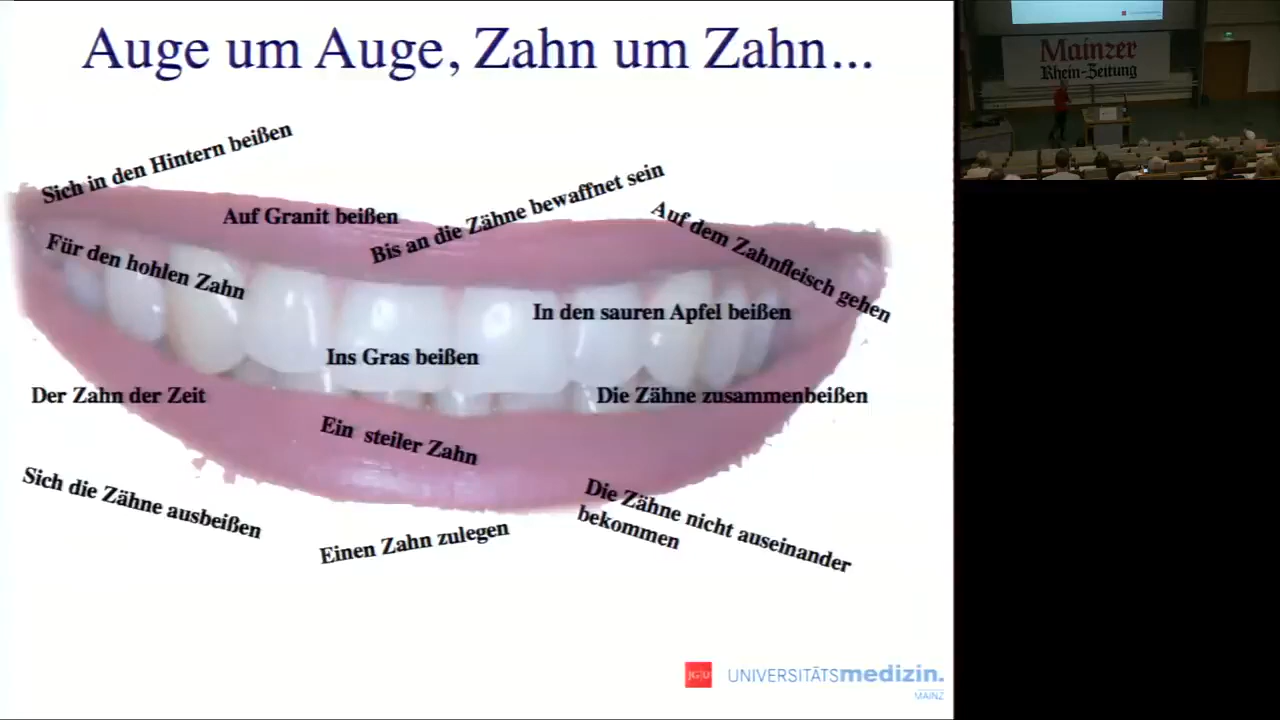 Auge um Auge, Zahn um Zahn...
Sich in den Hintern beißen
Auf Granit beißen
Bis an die Zähne bewaffnet sein
Auf dem Zahnfleisch gehen
Für den hohlen Zahn
In den sauren Apfel beißen
Ins Gras beißen
Der Zahn der Zeit
Die Zähne zusammenbeißen
Ein steiler Zahn
Sich die Zähne ausbeißen
Einen Zahn zulegen
Die Zähne nicht auseinander
bekommen
JG|U
UNIVERSITÄTSmedizin.
MAINZ
Mainzer
Rhein-Zeitung